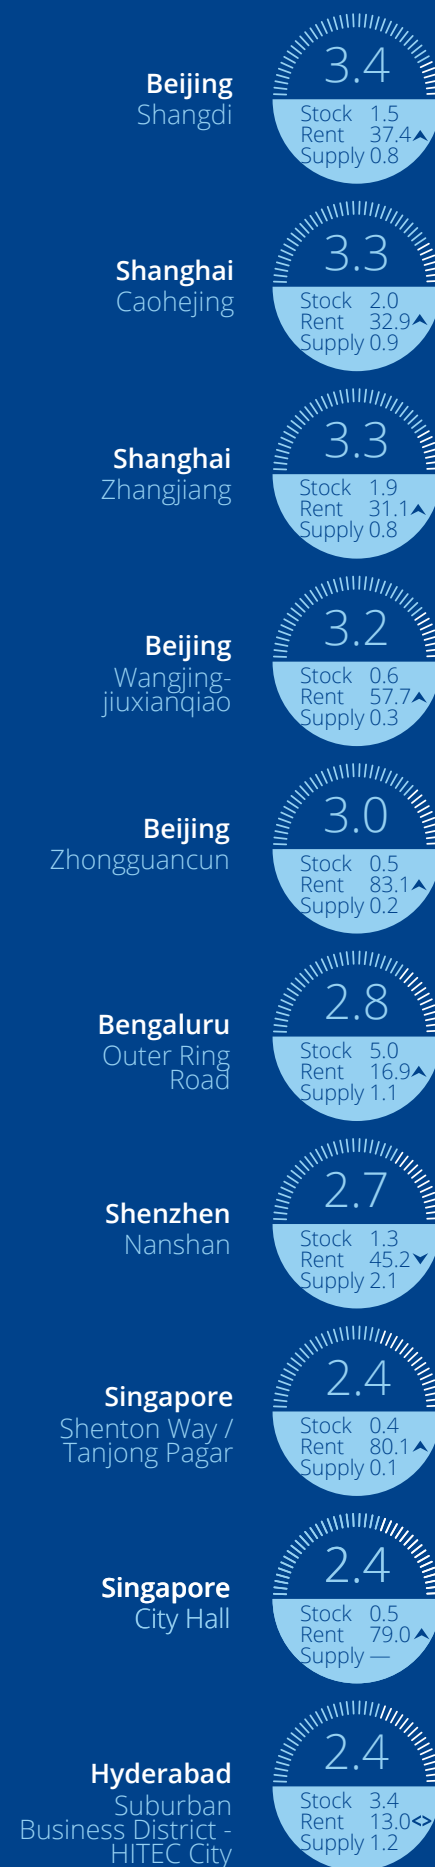 Beijing
Shangdi
3.4
Stock 1.5
Rent 37.4
Supply 0.8
Shanghai
Caohejing
3.3
Stock 2.0
Rent 32.9
Supply 0.9
Shanghai
Zhangjiang
3.3
Stock 1.9
Rent 31.1
Supply 0.8
Beijing
Wangjing-
jiuxianqiao
3.2
Stock 0.6
Rent 57.7
Supply 0.3
Beijing
Zhongguancun
3.0
Stock 0.5
Rent 83.1
Supply 0.2
Bengaluru
Outer Ring
Road
2.8
Stock 5.0
Rent 16.9
Supply 1.1
Shenzhen
Nanshan
2.7
Stock 1.3
Rent 45.2
Supply 2.1
Singapore
Shenton Way /
Tanjong Pagar
2.4
Stock 0.4
Rent 80.1
Supply 0.1
Singapore
City Hall
2.4
Stock 0.5
Rent 79.0
Supply —
Hyderabad
Suburban
Business District -
HITEC City
2.4
Stock 3.4
Rent 13.0
Supply 1.2